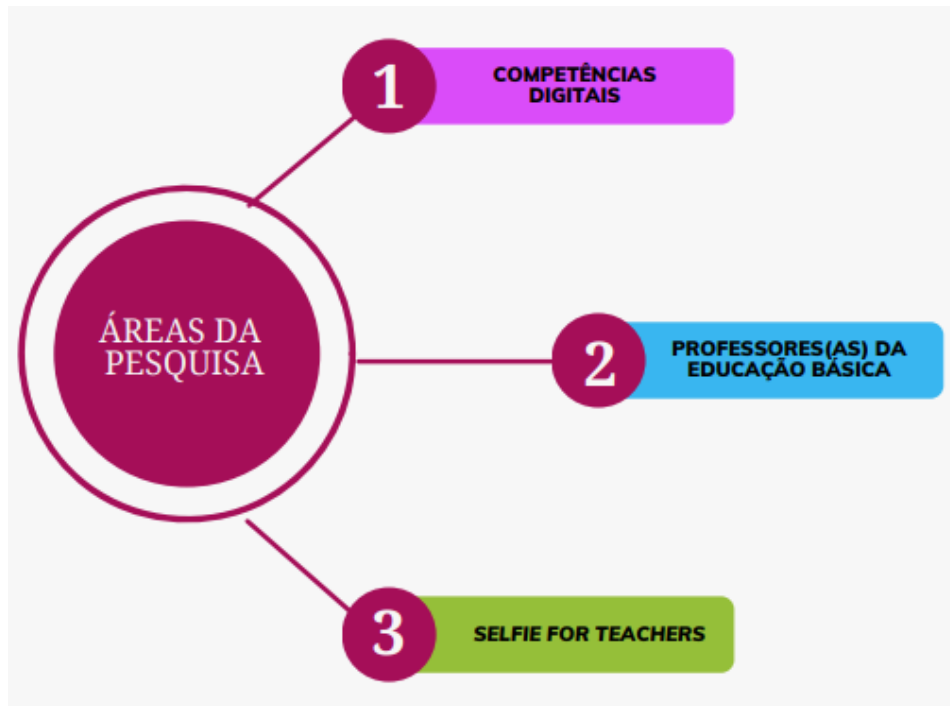 1
COMPETÊNCIAS
DIGITAIS
ÁREAS DA
PESQUISA
2
PROFESSORES(AS) DA
EDUCAÇÃO BÁSICA
3
SELFIE FOR TEACHERS